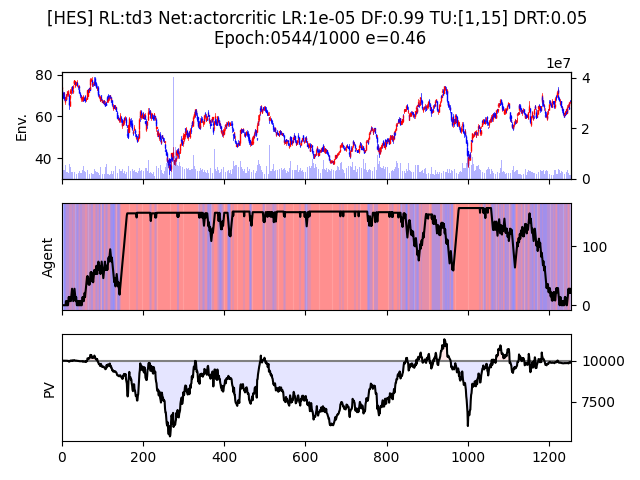 [HES] RL:td3 Net:actorcritic LR:1e-05 DF:0.99 TU:[1,15] DRT:0.05
Epoch:0544/1000 e=0.46
1e7
80
60
40
Env.
4
2
0
Agent
100
0
PV
10000
7500
0 200 400 600 800 1000 1200